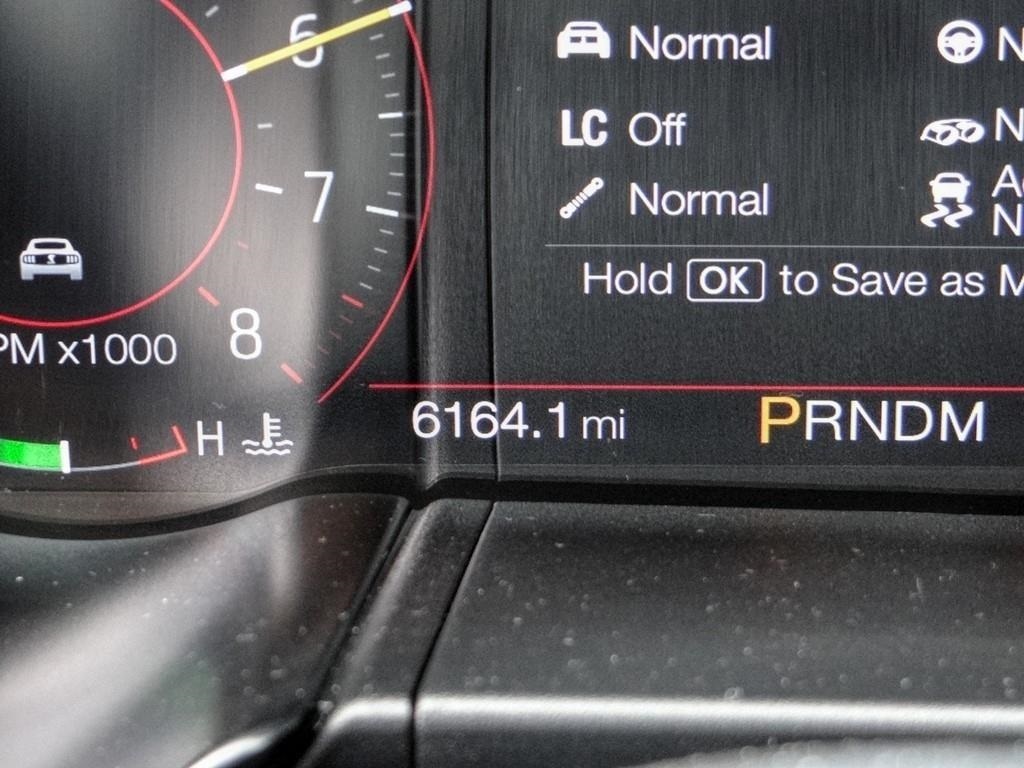 6
7
8
PM x1000
H
Normal
N
LC Off
N
Normal
A
N
Hold OK to Save as M
6164.1 mi
PRNDM